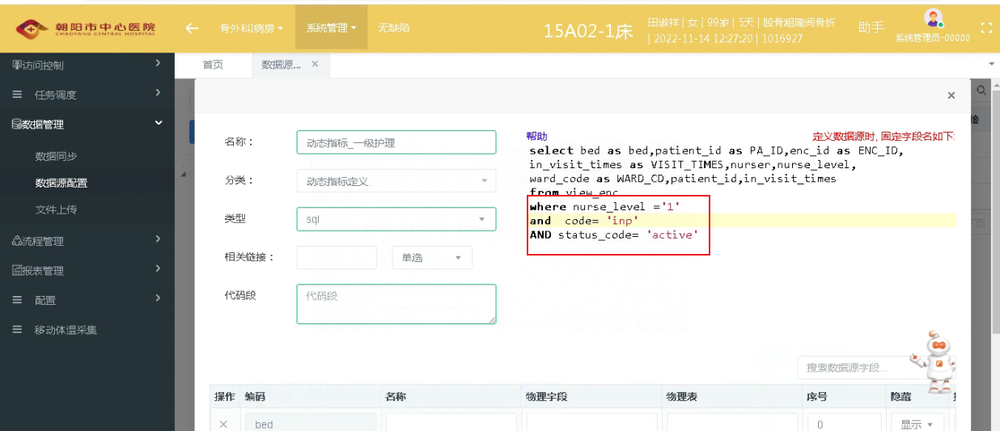 朝阳市中心医院
CHAOYANG CENTRAL HOSPITAL
骨外科I病房
系统管理
无缺陷
15A02-1床
田淑祥 | 女 | 99岁 | 5天 | 股骨粗隆间骨折
| 2022-11-14 12:27:20 | 1016927
助手
系统管理员-00000
访问控制
任务调度
数据管理
数据同步
数据源配置
文件上传
流程管理
报表管理
配置
移动体温采集
首页
数据源...
名称：
动态指标_一级护理
分类：
动态指标定义
类型
sql
相关链接：
单选
代码段
代码段
帮助
定义数据源时, 固定字段名如下:
select bed as bed,patient_id as PA_ID,enc_id as ENC_ID,
in_visit_times as VISIT_TIMES,nurser,nurse_level,
ward_code as WARD_CD,patient_id,in_visit_times
from view_enc
where nurse_level ='1'
and code= 'inp'
AND status_code= 'active'
搜索数据源字段...
操作 编码 名称 物理字段 物理表 序号 隐藏
bed 0 显示